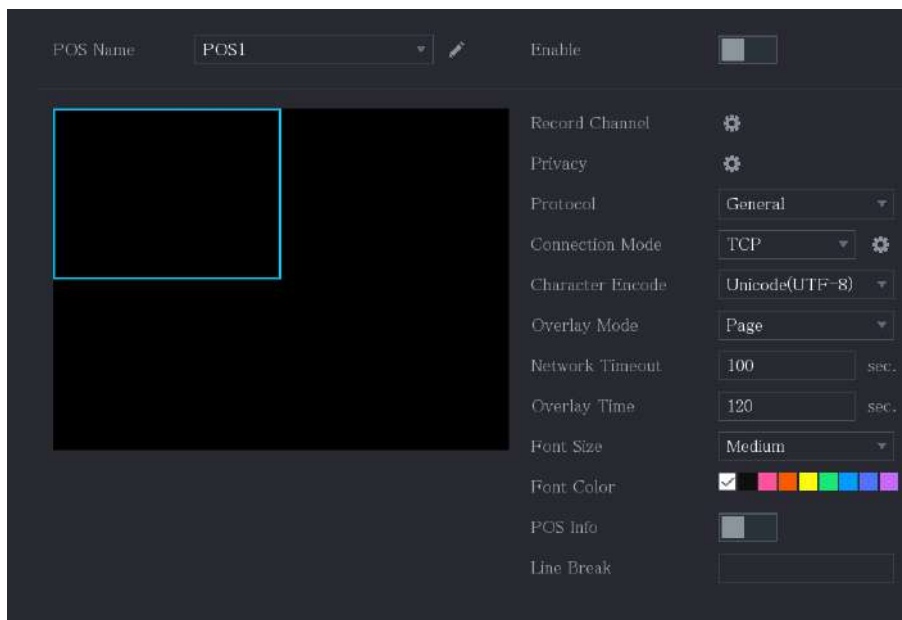 POS Name POS1 Enable
Record Channel
Privacy
Protocol General
Connection Mode TCP
Character Encode Unicode(UTF-8)
Overlay Mode Page
Network Timeout 100 sec.
Overlay Time 120 sec.
Font Size Medium
Font Color
POS Info
Line Break